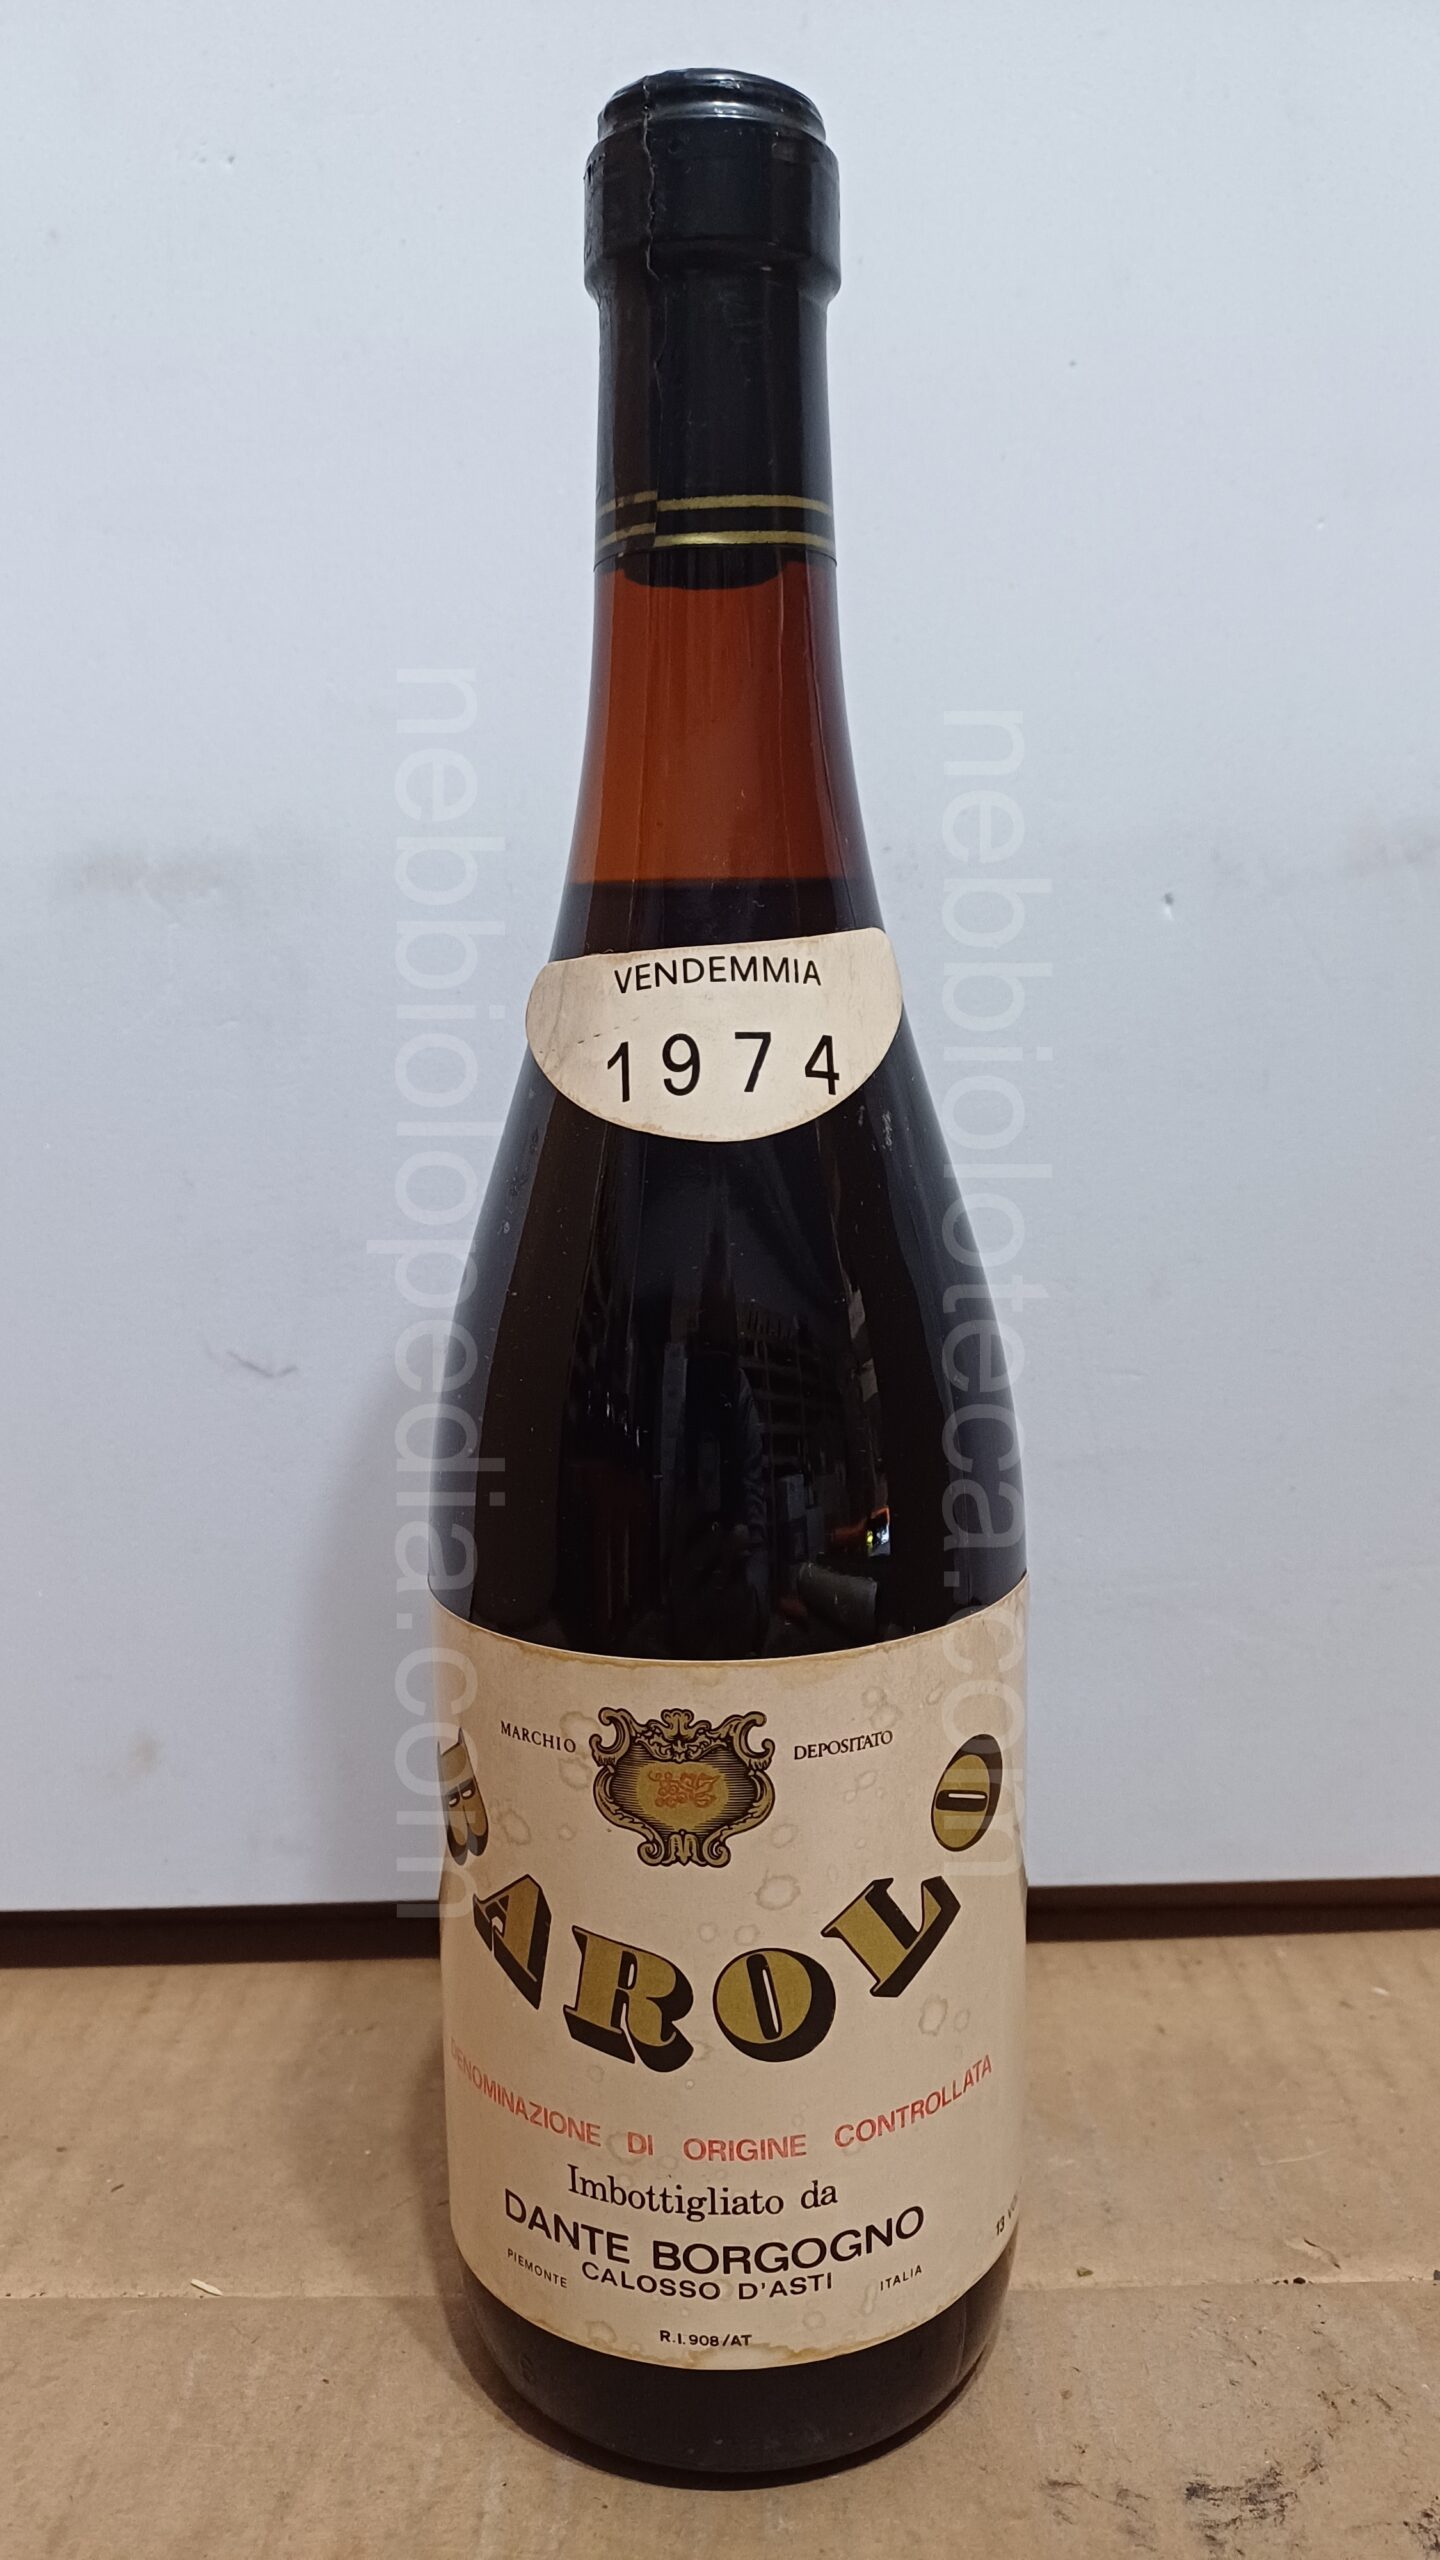 VENDEMMIA
1974
MARCHIO DEPOSITATO
BAROLO
DENOMINAZIONE DI ORIGINE CONTROLLATA
Imbottigliato da
DANTE BORGOGNO
PIEMONTE CALOSSO D'ASTI ITALIA
13
R.I. 908/AT
nebbiolopedia.com
nebbioloteca.com